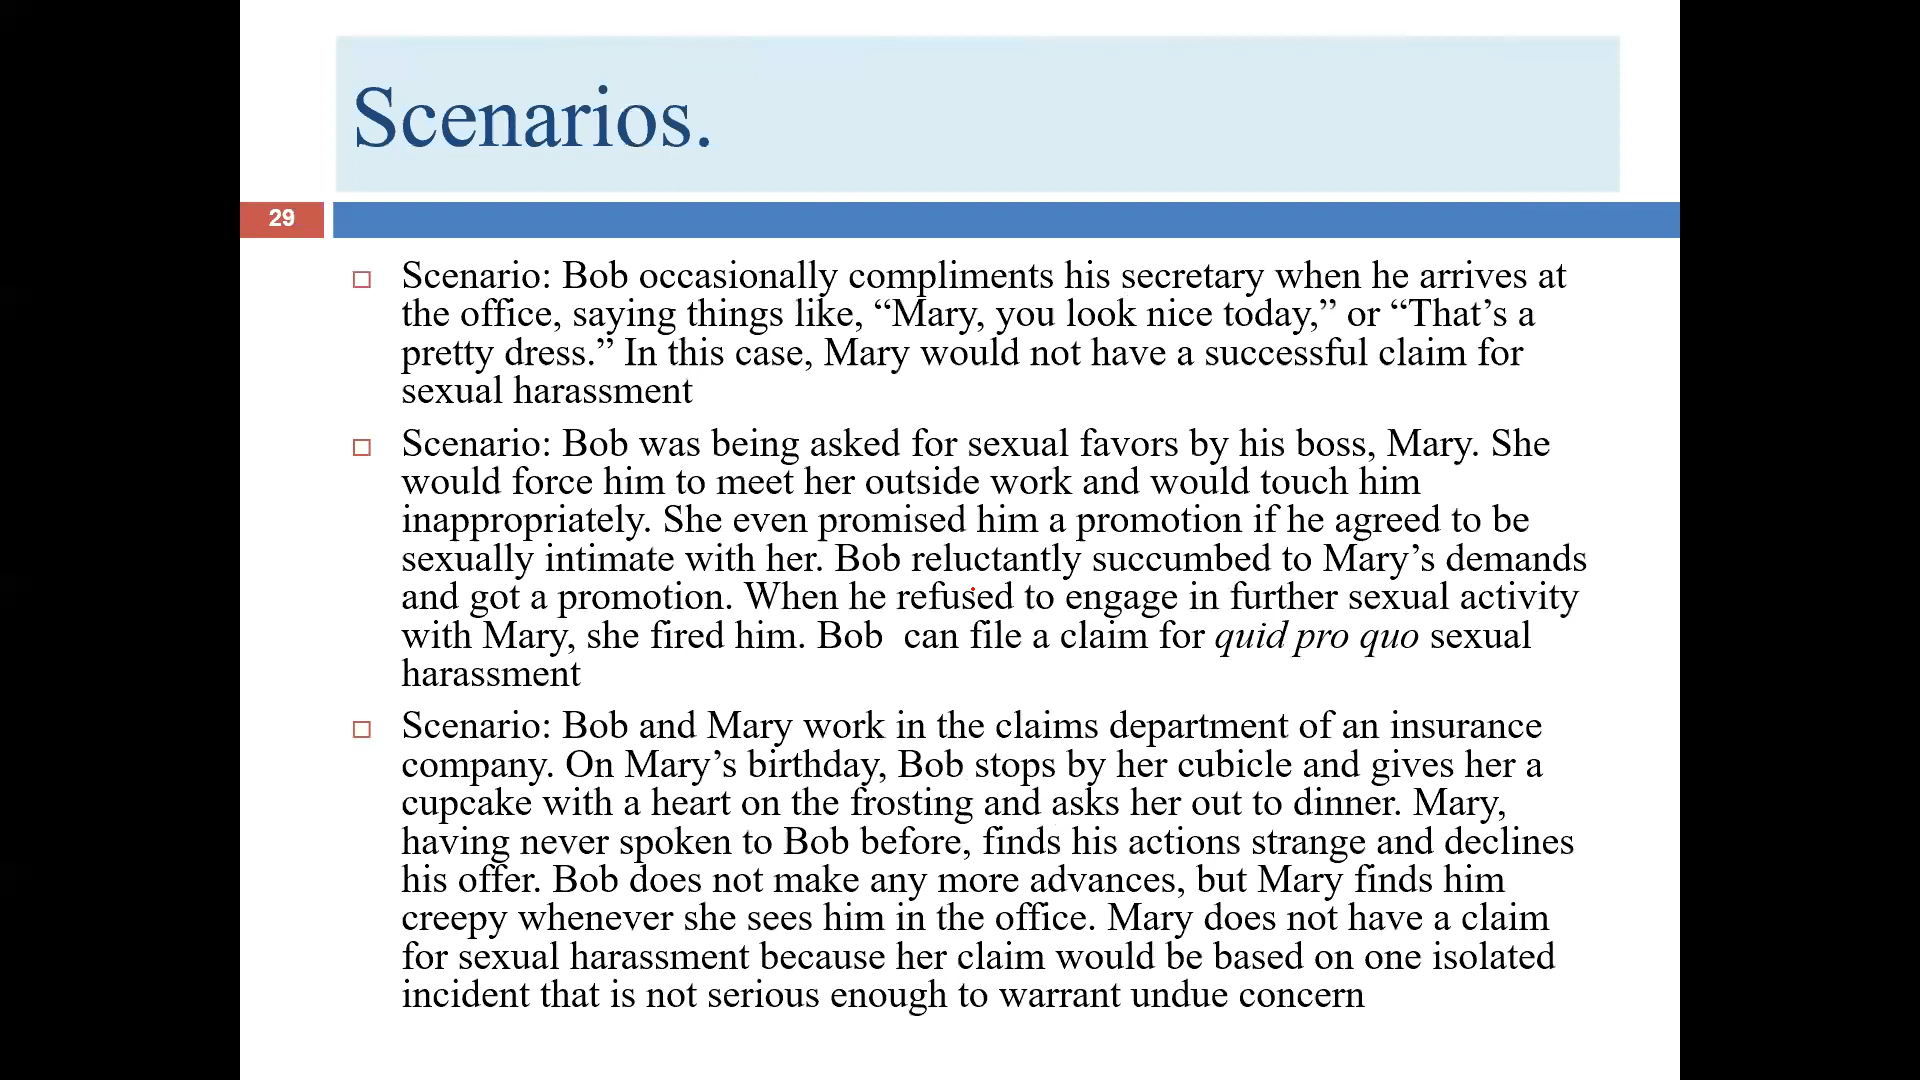 Scenarios.
29
Scenario: Bob occasionally compliments his secretary when he arrives at
the office, saying things like, “Mary, you look nice today,” or “That’s a
pretty dress.” In this case, Mary would not have a successful claim for
sexual harassment
Scenario: Bob was being asked for sexual favors by his boss, Mary. She
would force him to meet her outside work and would touch him
inappropriately. She even promised him a promotion if he agreed to be
sexually intimate with her. Bob reluctantly succumbed to Mary’s demands
and got a promotion. When he refused to engage in further sexual activity
with Mary, she fired him. Bob  can file a claim for quid pro quo sexual
harassment
Scenario: Bob and Mary work in the claims department of an insurance
company. On Mary’s birthday, Bob stops by her cubicle and gives her a
cupcake with a heart on the frosting and asks her out to dinner. Mary,
having never spoken to Bob before, finds his actions strange and declines
his offer. Bob does not make any more advances, but Mary finds him
creepy whenever she sees him in the office. Mary does not have a claim
for sexual harassment because her claim would be based on one isolated
incident that is not serious enough to warrant undue concern